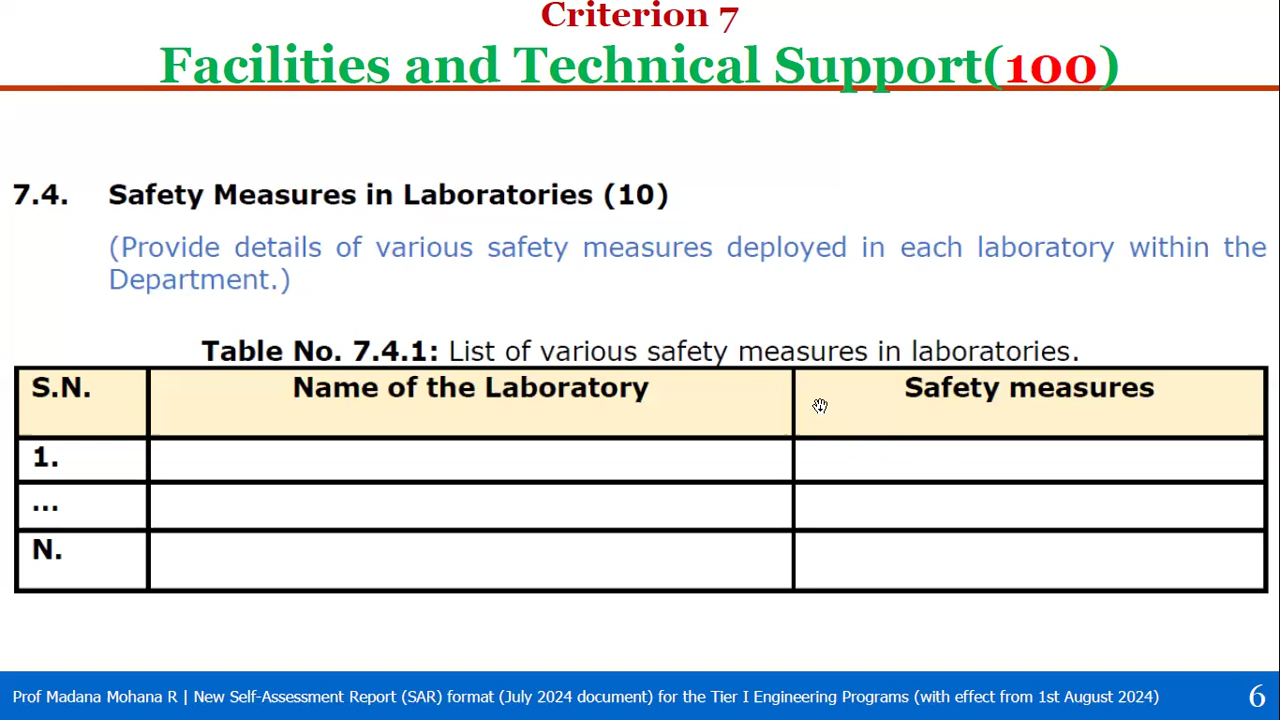 Criterion 7
Facilities and Technical Support(100)
7.4. Safety Measures in Laboratories (10)
(Provide details of various safety measures deployed in each laboratory within the
Department.)
Table No. 7.4.1: List of various safety measures in laboratories.
S.N. Name of the Laboratory Safety measures
1.
...
N.
Prof Madana Mohana R | New Self-Assessment Report (SAR) format (July 2024 document) for the Tier I Engineering Programs (with effect from 1st August 2024) 6